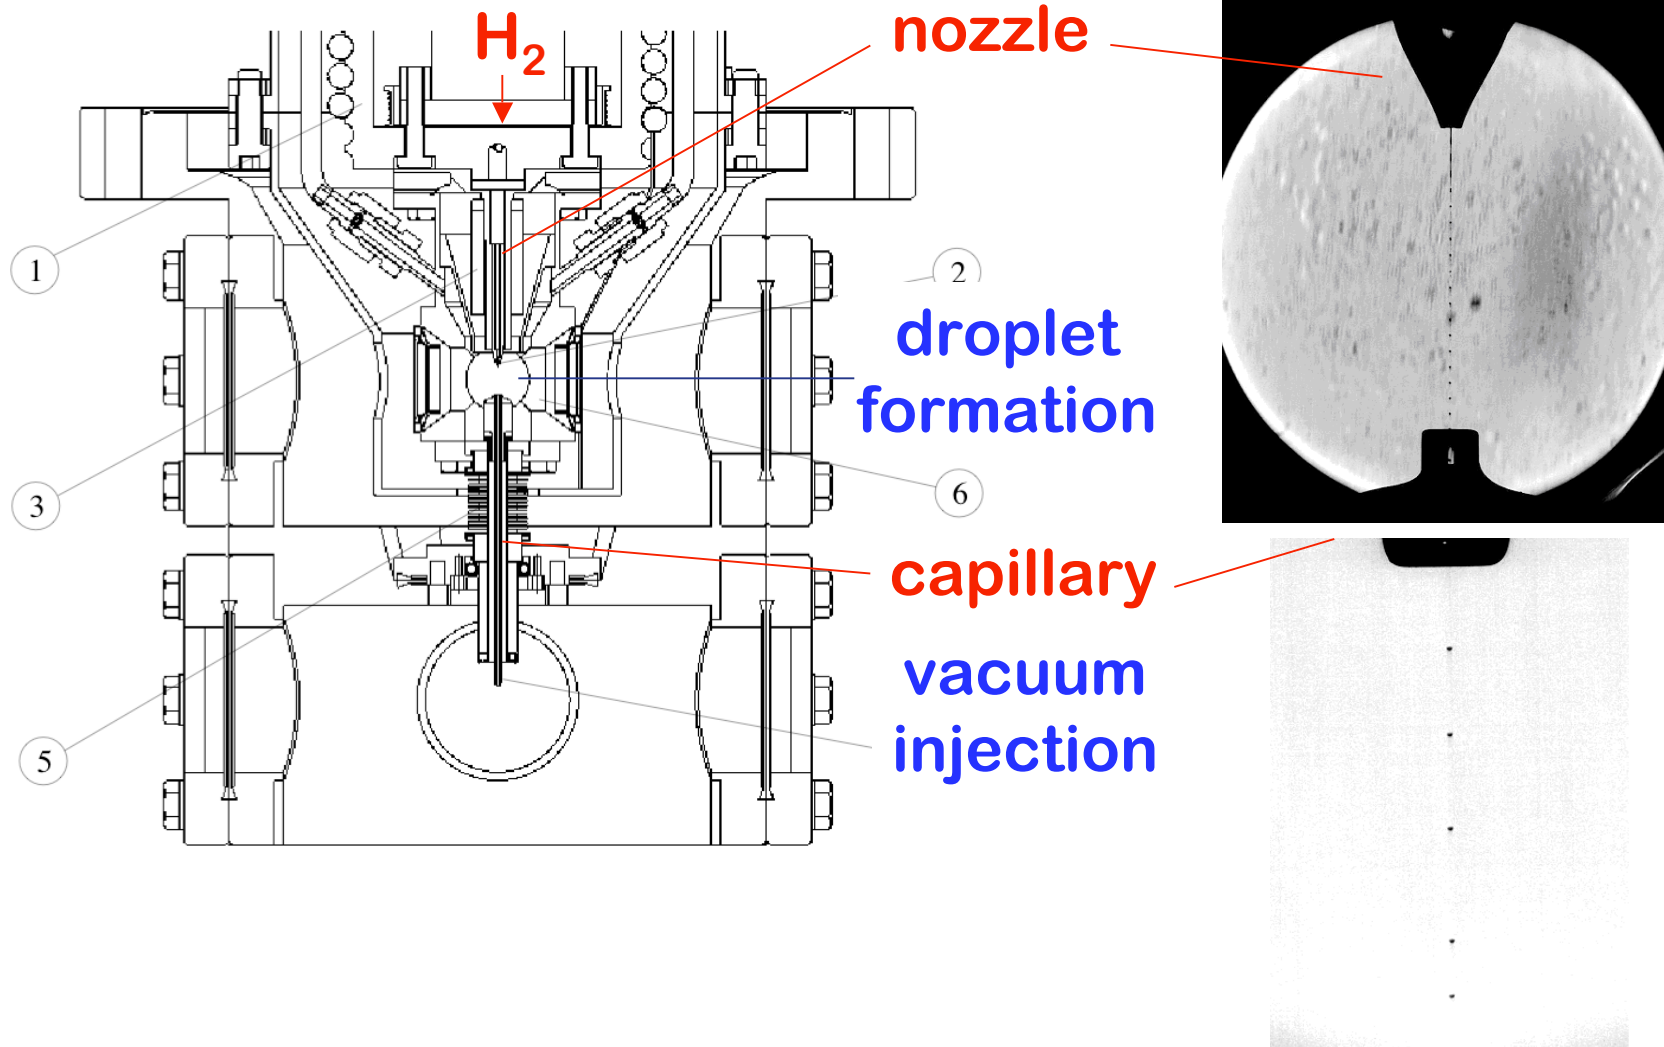 H2
nozzle
1
2
droplet
formation
3
6
capillary
vacuum
injection
5